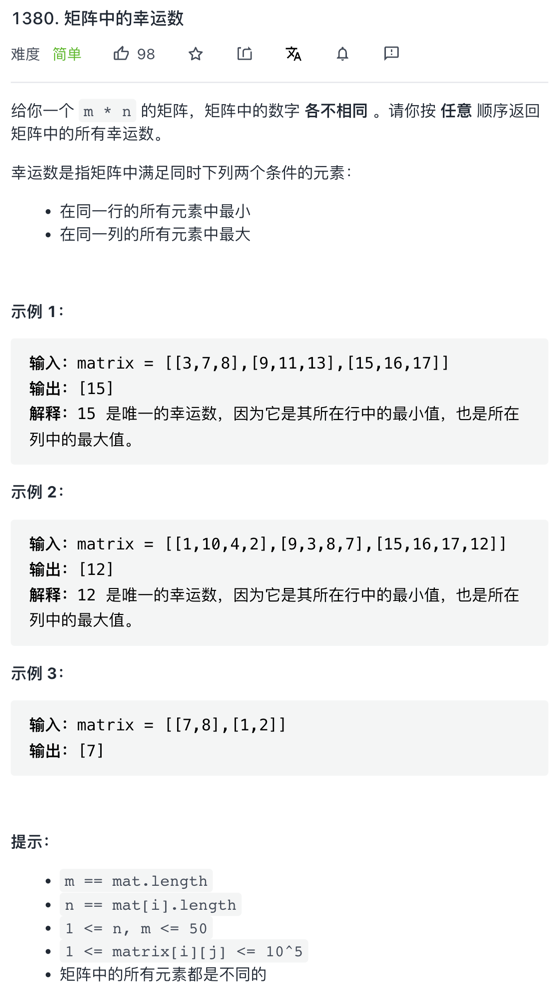 1380. 矩阵中的幸运数
难度 简单 98
给你一个 m * n 的矩阵，矩阵中的数字 各不相同 。请你按 任意 顺序返回
矩阵中的所有幸运数。
幸运数是指矩阵中满足同时下列两个条件的元素：
• 在同一行的所有元素中最小
• 在同一列的所有元素中最大
示例 1：
输入：matrix = [[3,7,8],[9,11,13],[15,16,17]]
输出：[15]
解释：15 是唯一的幸运数，因为它是其所在行中的最小值，也是所在
列中的最大值。
示例 2：
输入：matrix = [[1,10,4,2],[9,3,8,7],[15,16,17,12]]
输出：[12]
解释：12 是唯一的幸运数，因为它是其所在行中的最小值，也是所在
列中的最大值。
示例 3：
输入：matrix = [[7,8],[1,2]]
输出：[7]
提示：
• m == mat.length
• n == mat[i].length
• 1 <= n, m <= 50
• 1 <= matrix[i][j] <= 10^5
• 矩阵中的所有元素都是不同的